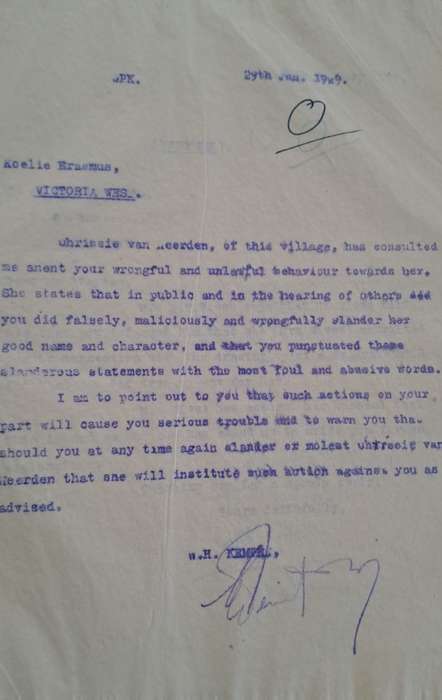 PK. 29th Jan. 1929.
Koelie Erasmus,
VICTORIA WES.
Chrissie van Heerden, of this village, has consulted
me anent your wrongful and unlawful behaviour towards her.
She states that in public and in the hearing of others
you did falsely, maliciously and wrongfully slander her
good name and character, and that you punctuated these
slanderous statements with the most foul and abusive words.
I am to point out to you that such actions on your
part will cause you serious trouble and to warn you that
should you at any time again slander or molest Chrissie van
Heerden that she will institute such action against you as
advised.
W.H.